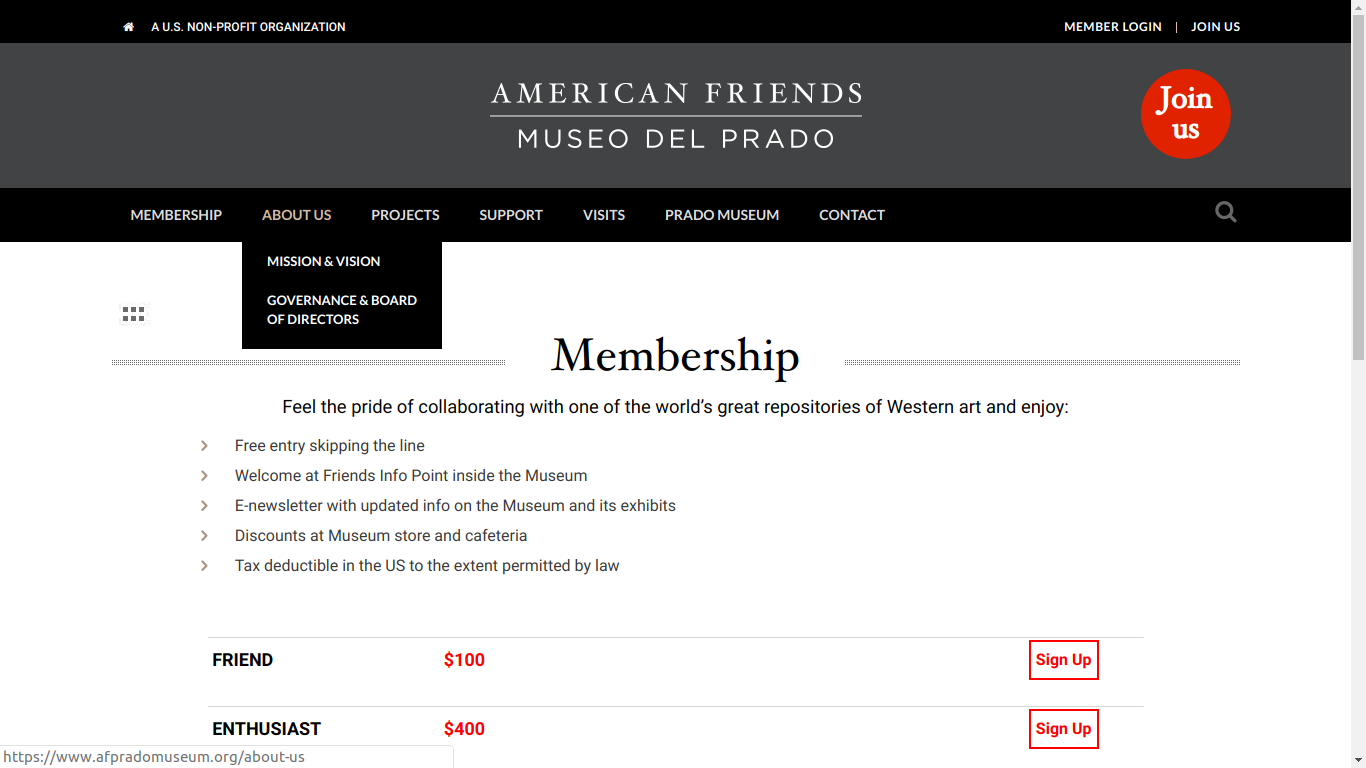 A U.S. NON-PROFIT ORGANIZATION
MEMBER LOGIN | JOIN US
AMERICAN FRIENDS
MUSEO DEL PRADO
Join
us
MEMBERSHIP ABOUT US PROJECTS SUPPORT VISITS PRADO MUSEUM CONTACT
MISSION & VISION
GOVERNANCE & BOARD
OF DIRECTORS
Membership
Feel the pride of collaborating with one of the world’s great repositories of Western art and enjoy:
Free entry skipping the line
Welcome at Friends Info Point inside the Museum
E-newsletter with updated info on the Museum and its exhibits
Discounts at Museum store and cafeteria
Tax deductible in the US to the extent permitted by law
FRIEND $100 Sign Up
ENTHUSIAST $400 Sign Up
https://www.afpradomuseum.org/about-us